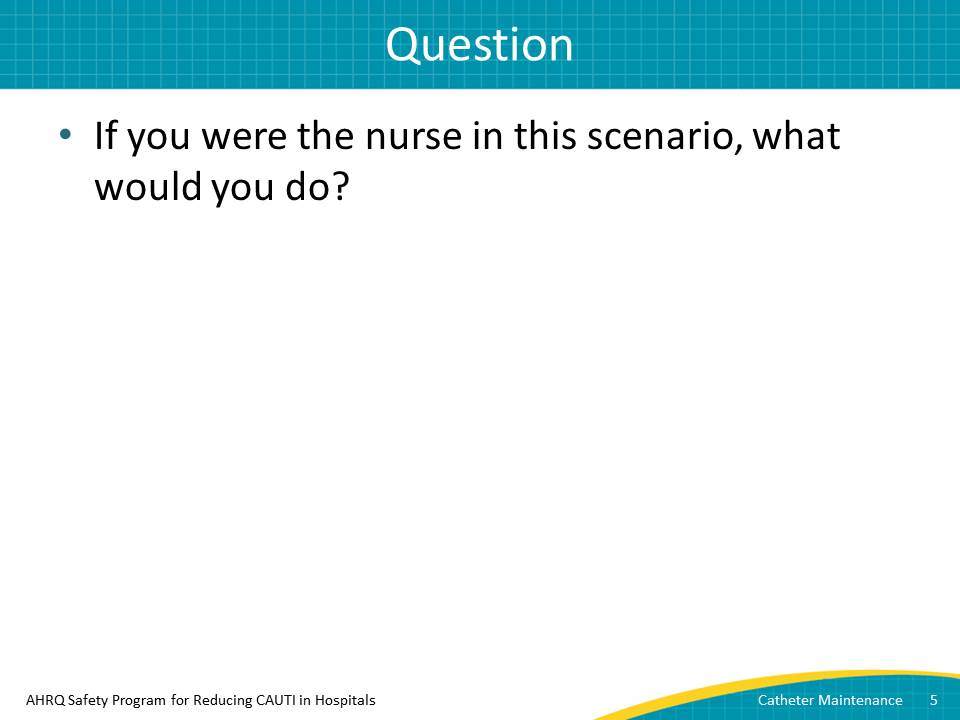 Question
• If you were the nurse in this scenario, what
would you do?
AHRQ Safety Program for Reducing CAUTI in Hospitals
Catheter Maintenance 5